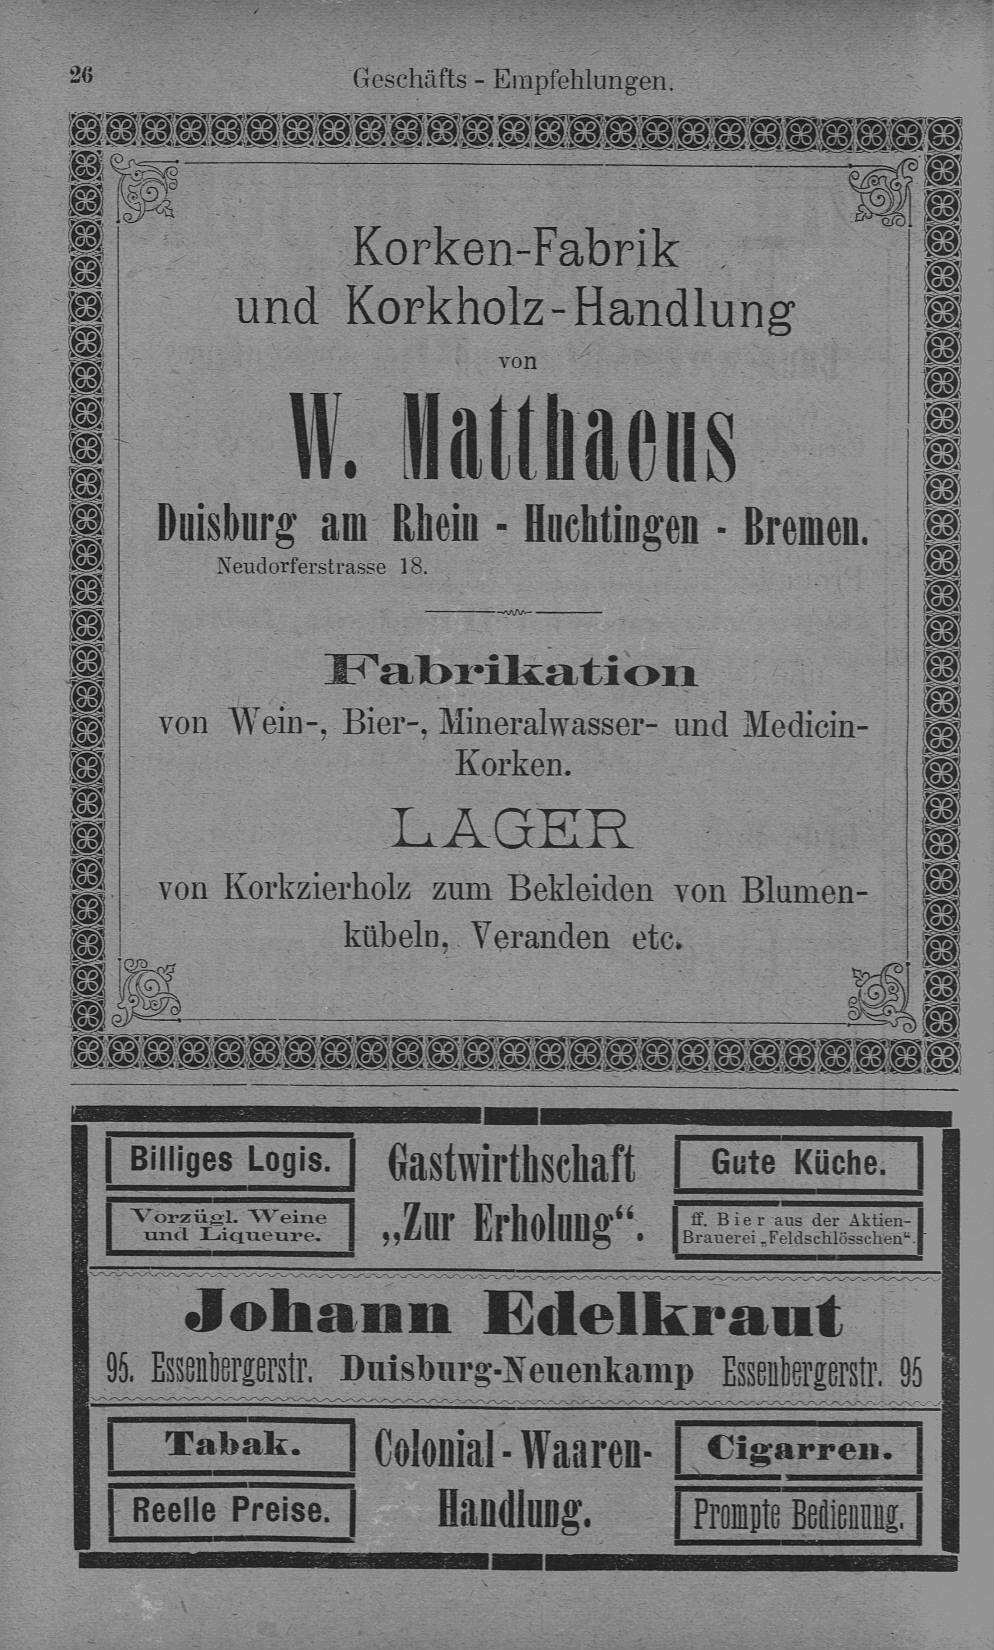 26
Geschäfts - Empfehlungen.
Korken-Fabrik
und Korkholz-Handlung
von
W. Matthaeus
Duisburg am Rhein - Huchtingen - Bremen.
Neudorferstrasse 18.
Fabrikation
von Wein-, Bier-, Mineralwasser- und Medicin-
Korken.
LAGER
von Korkzierholz zum Bekleiden von Blumen-
kübeln, Veranden etc.
Billiges Logis.
Vorzügl. Weine
und Liqueure.
Gastwirthschaft
„Zur Erholung“.
Gute Küche.
ff. Bier aus der Aktien-
Brauerei „Feldschlösschen“.
Johann Edelkraut
95. Essenbergerstr. Duisburg-Neuenkamp Essenbergerstr. 95
Tabak.
Reelle Preise.
Colonial - Waaren-
Handlung.
Cigarren.
Prompte Bedienung.